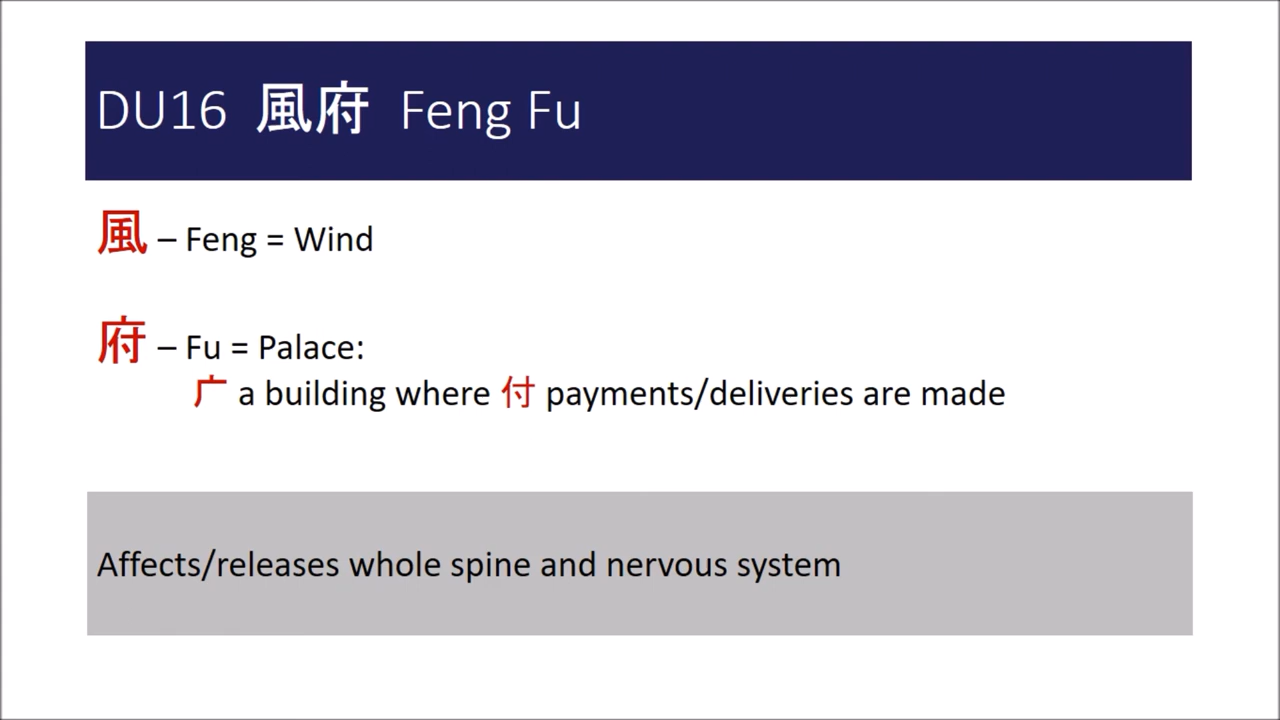 DU16 風府 Feng Fu
風 – Feng = Wind
府 – Fu = Palace:
广 a building where 付 payments/deliveries are made
Affects/releases whole spine and nervous system